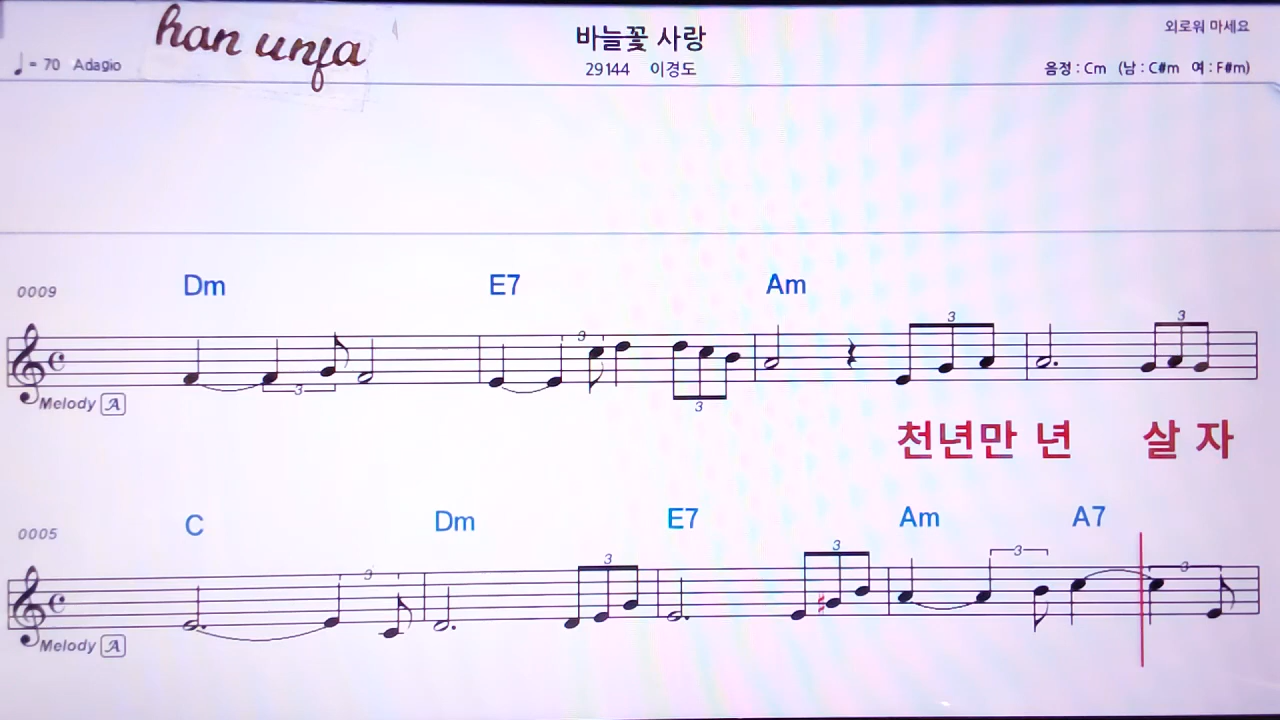 han unja
바늘꽃 사랑
외로워 마세요
♩= 70 Adagio
29144 이경도
음정 : Cm (남 : C#m 여 : F#m)
Dm E7 Am
0009
3 3 3 3 3
Melody A
천년만 년 살 자
C Dm E7 Am A7
0005
3 3 3 3 3
Melody A